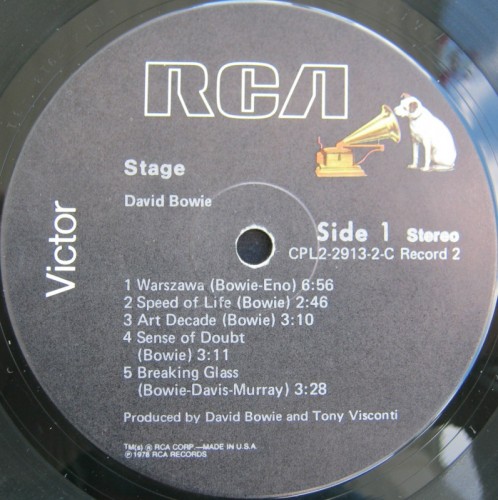 RCA
Stage
David Bowie
Victor
Side 1 Stereo
CPL2-2913-2-C Record 2
1 Warszawa (Bowie-Eno) 6:56
2 Speed of Life (Bowie) 2:46
3 Art Decade (Bowie) 3:10
4 Sense of Doubt
(Bowie) 3:11
5 Breaking Glass
(Bowie-Davis-Murray) 3:28
Produced by David Bowie and Tony Visconti
TM(s) ® RCA CORP.—MADE IN U.S.A.
℗ 1978 RCA RECORDS